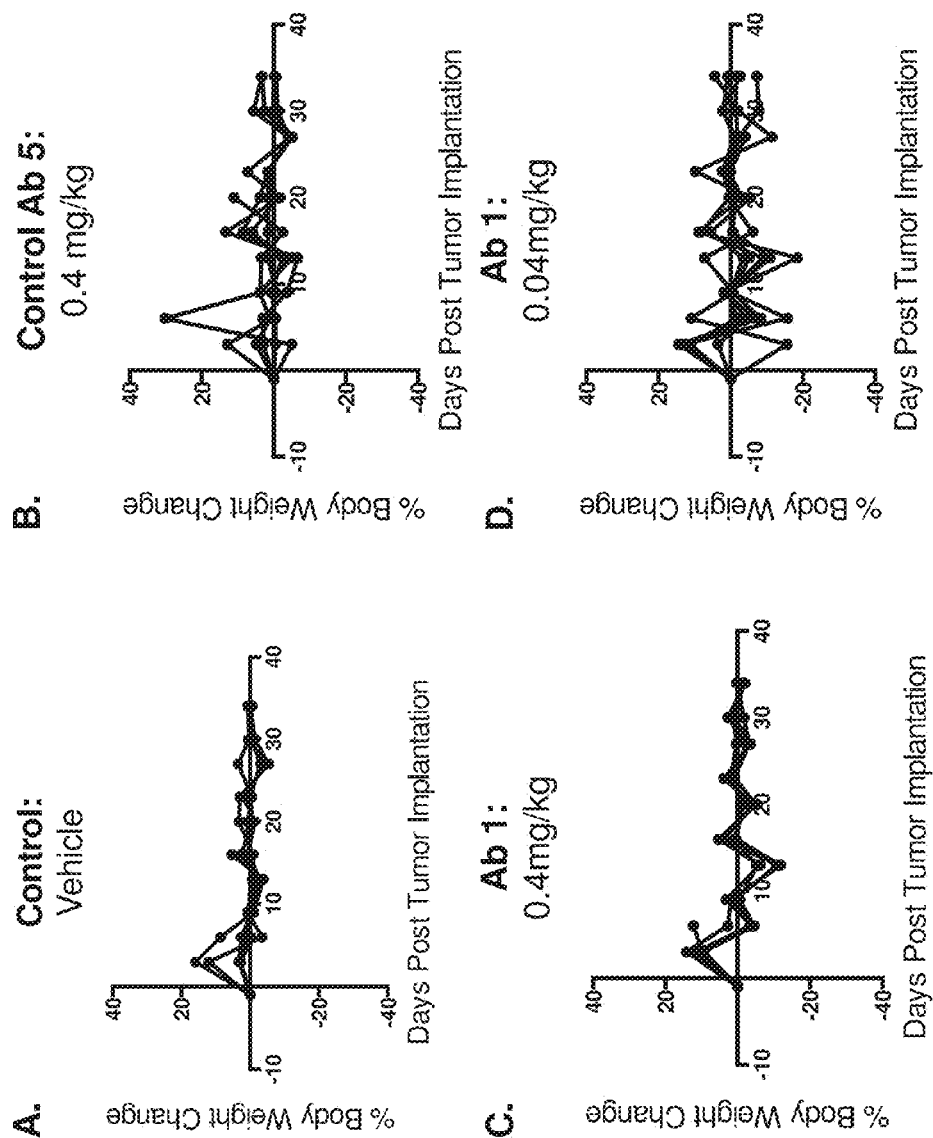 A.
Control:
Vehicle
% Body Weight Change
40
20
-20
-40
-10
10
20
30
40
Days Post Tumor Implantation
B.
Control Ab 5:
0.4 mg/kg
% Body Weight Change
40
20
-20
-40
-10
10
20
30
40
Days Post Tumor Implantation
C.
Ab 1:
0.4mg/kg
% Body Weight Change
40
20
-20
-40
-10
10
20
30
40
Days Post Tumor Implantation
D.
Ab 1:
0.04mg/kg
% Body Weight Change
40
20
-20
-40
-10
10
20
30
40
Days Post Tumor Implantation